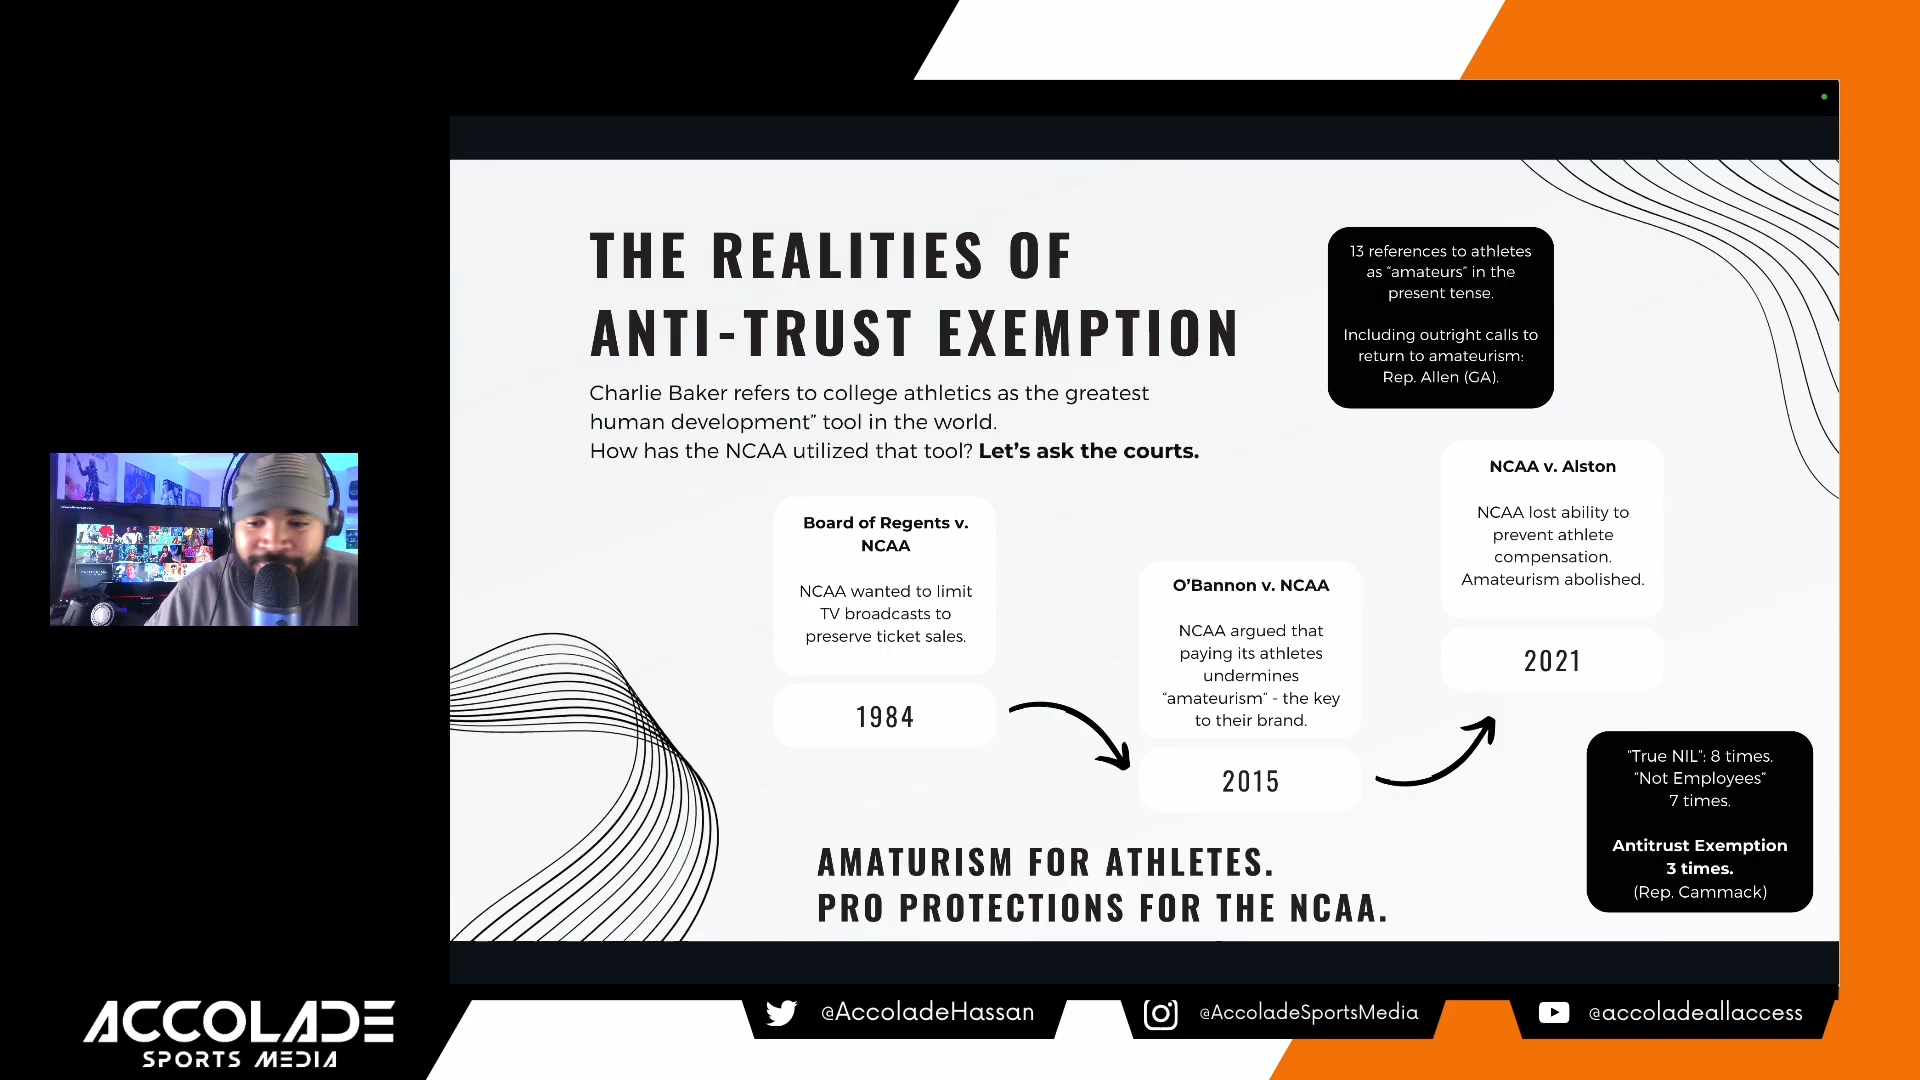 THE REALITIES OF
ANTI-TRUST EXEMPTION
Charlie Baker refers to college athletics as the greatest
human development” tool in the world.
How has the NCAA utilized that tool? Let’s ask the courts.
13 references to athletes
as “amateurs” in the
present tense.
Including outright calls to
return to amateurism:
Rep. Allen (GA).
Board of Regents v.
NCAA
NCAA wanted to limit
TV broadcasts to
preserve ticket sales.
1984
O’Bannon v. NCAA
NCAA argued that
paying its athletes
undermines
“amateurism” - the key
to their brand.
2015
NCAA v. Alston
NCAA lost ability to
prevent athlete
compensation.
Amateurism abolished.
2021
“True NIL”: 8 times.
“Not Employees”
7 times.
Antitrust Exemption
3 times.
(Rep. Cammack)
AMATURISM FOR ATHLETES.
PRO PROTECTIONS FOR THE NCAA.
ACCOLADE
SPORTS MEDIA
@AccoladeHassan
@AccoladeSportsMedia
@accoladeallaccess